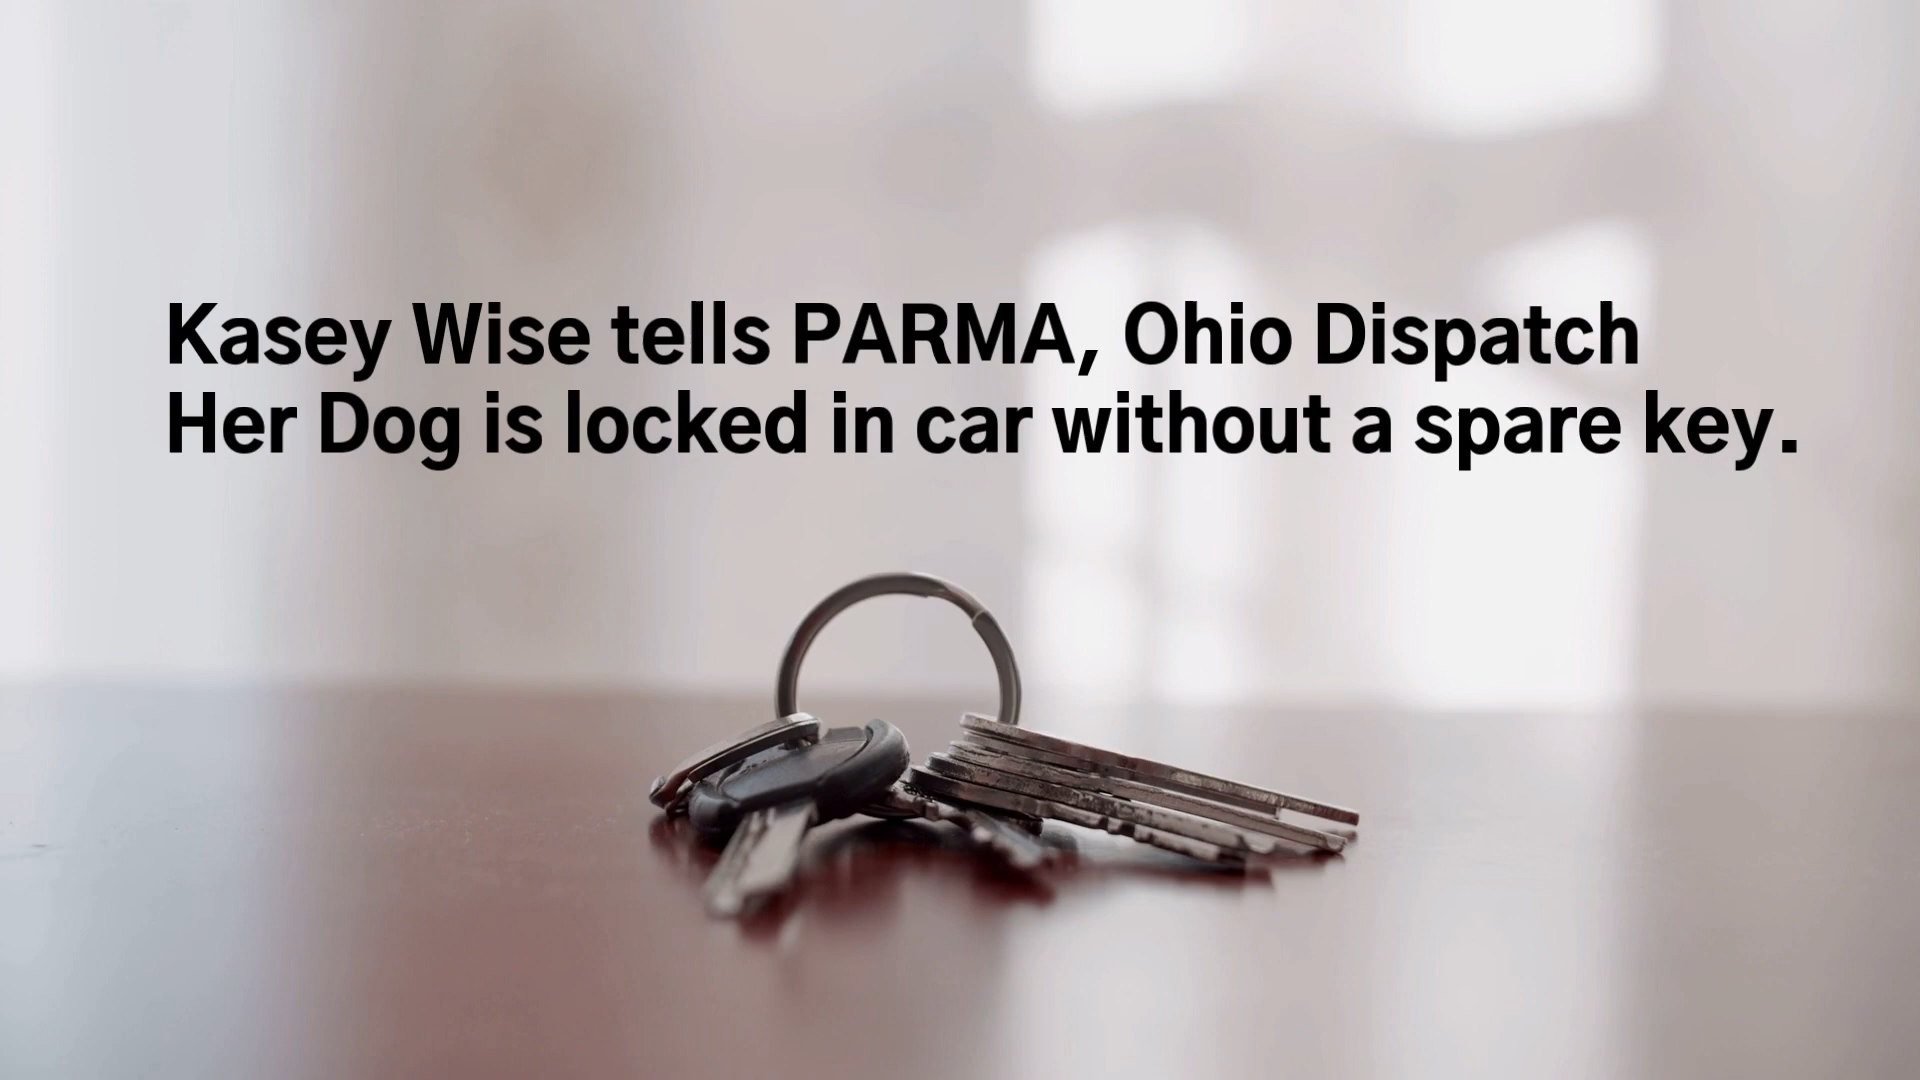 Kasey Wise tells PARMA, Ohio Dispatch
Her Dog is locked in car without a spare key.